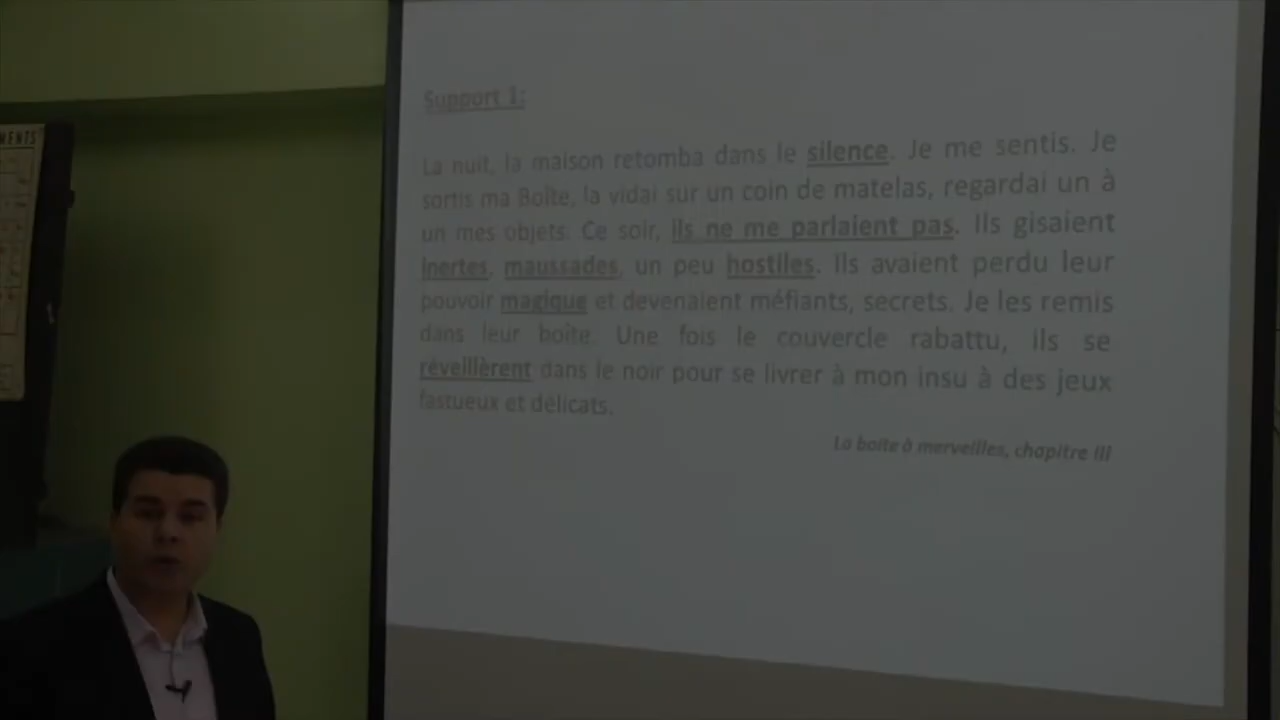 MENTS
Support 1:
La nuit, la maison retomba dans le silence. Je me sentis. Je
sortis ma Boîte, la vidai sur un coin de matelas, regardai un à
un mes objets. Ce soir, ils ne me parlaient pas. Ils gisaient
inertes, maussades, un peu hostiles. Ils avaient perdu leur
pouvoir magique et devenaient méfiants, secrets. Je les remis
dans leur boîte. Une fois le couvercle rabattu, ils se
réveillèrent dans le noir pour se livrer à mon insu à des jeux
fastueux et délicats.
La boite à merveilles, chapitre III